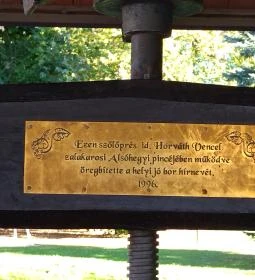 Ezen szőlőprés id. Horváth Vencel
zalakarosi Alsóhegyi pincéjében működve
öregbítette a helyi jó bor hírnevét,
1996.